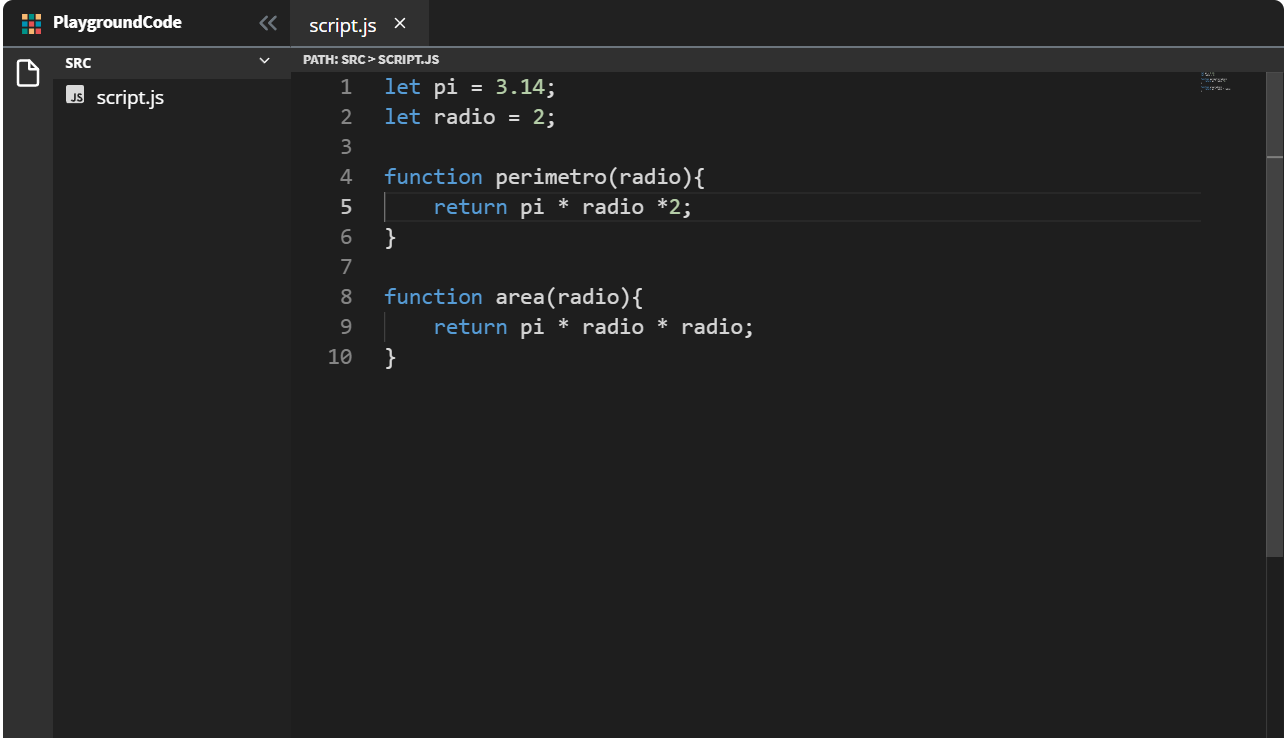 PlaygroundCode
script.js
SRC
JS script.js
PATH: SRC > SCRIPT.JS
1 let pi = 3.14;
2 let radio = 2;
3
4 function perimetro(radio){
5     return pi * radio *2;
6 }
7
8 function area(radio){
9     return pi * radio * radio;
10 }